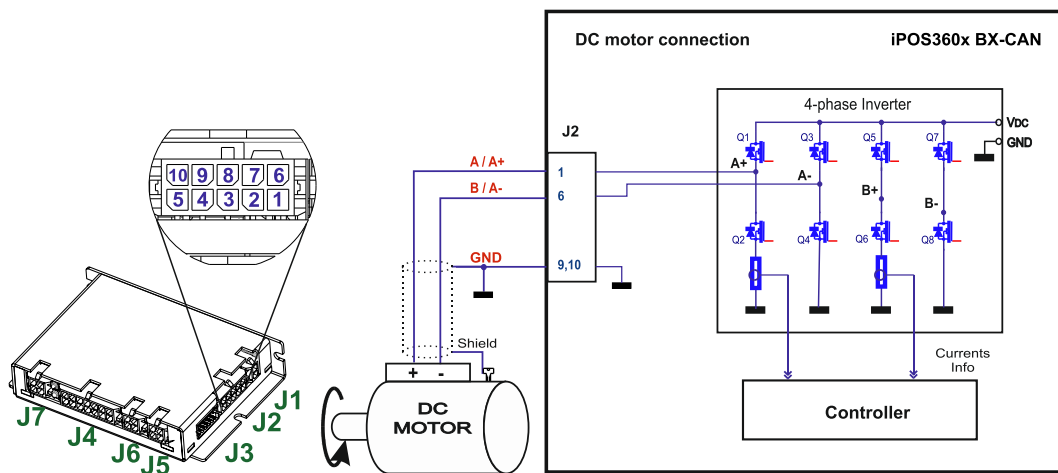 DC motor connection
iPOS360x BX-CAN
4-phase Inverter
VDC
GND
Q1
Q3
Q5
Q7
A+
A-
B+
B-
Q2
Q4
Q6
Q8
J2
1
6
9,10
A / A+
B / A-
GND
10 9 8 7 6
5 4 3 2 1
Shield
+ -
DC
MOTOR
Currents
Info
Controller
J7
J4
J6
J5
J3
J2
J1